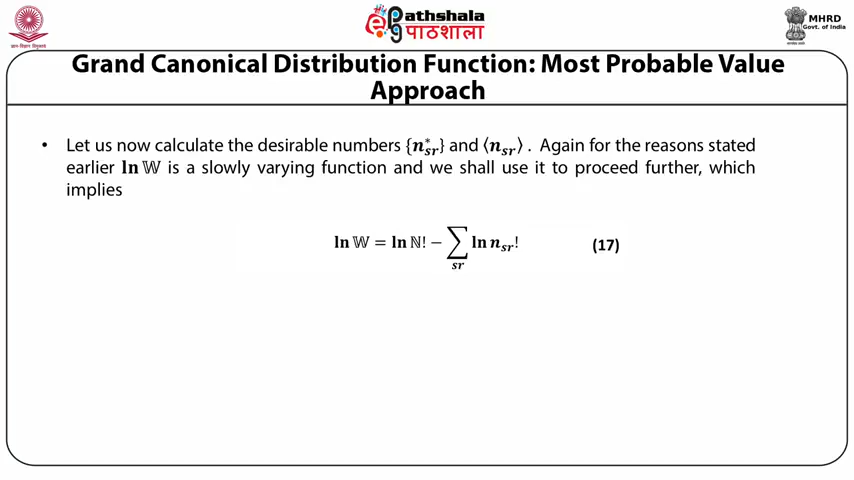 ज्ञान-विज्ञान विमुक्तये
e Pathshala
पाठशाला
MHRD
Govt. of India
Grand Canonical Distribution Function: Most Probable Value
Approach
• Let us now calculate the desirable numbers {n*ₛᵣ} and ⟨nₛᵣ⟩ . Again for the reasons stated
earlier ln 𝕎 is a slowly varying function and we shall use it to proceed further, which
implies
ln 𝕎 = ln ℕ! − ∑ₛᵣ ln nₛᵣ! (17)